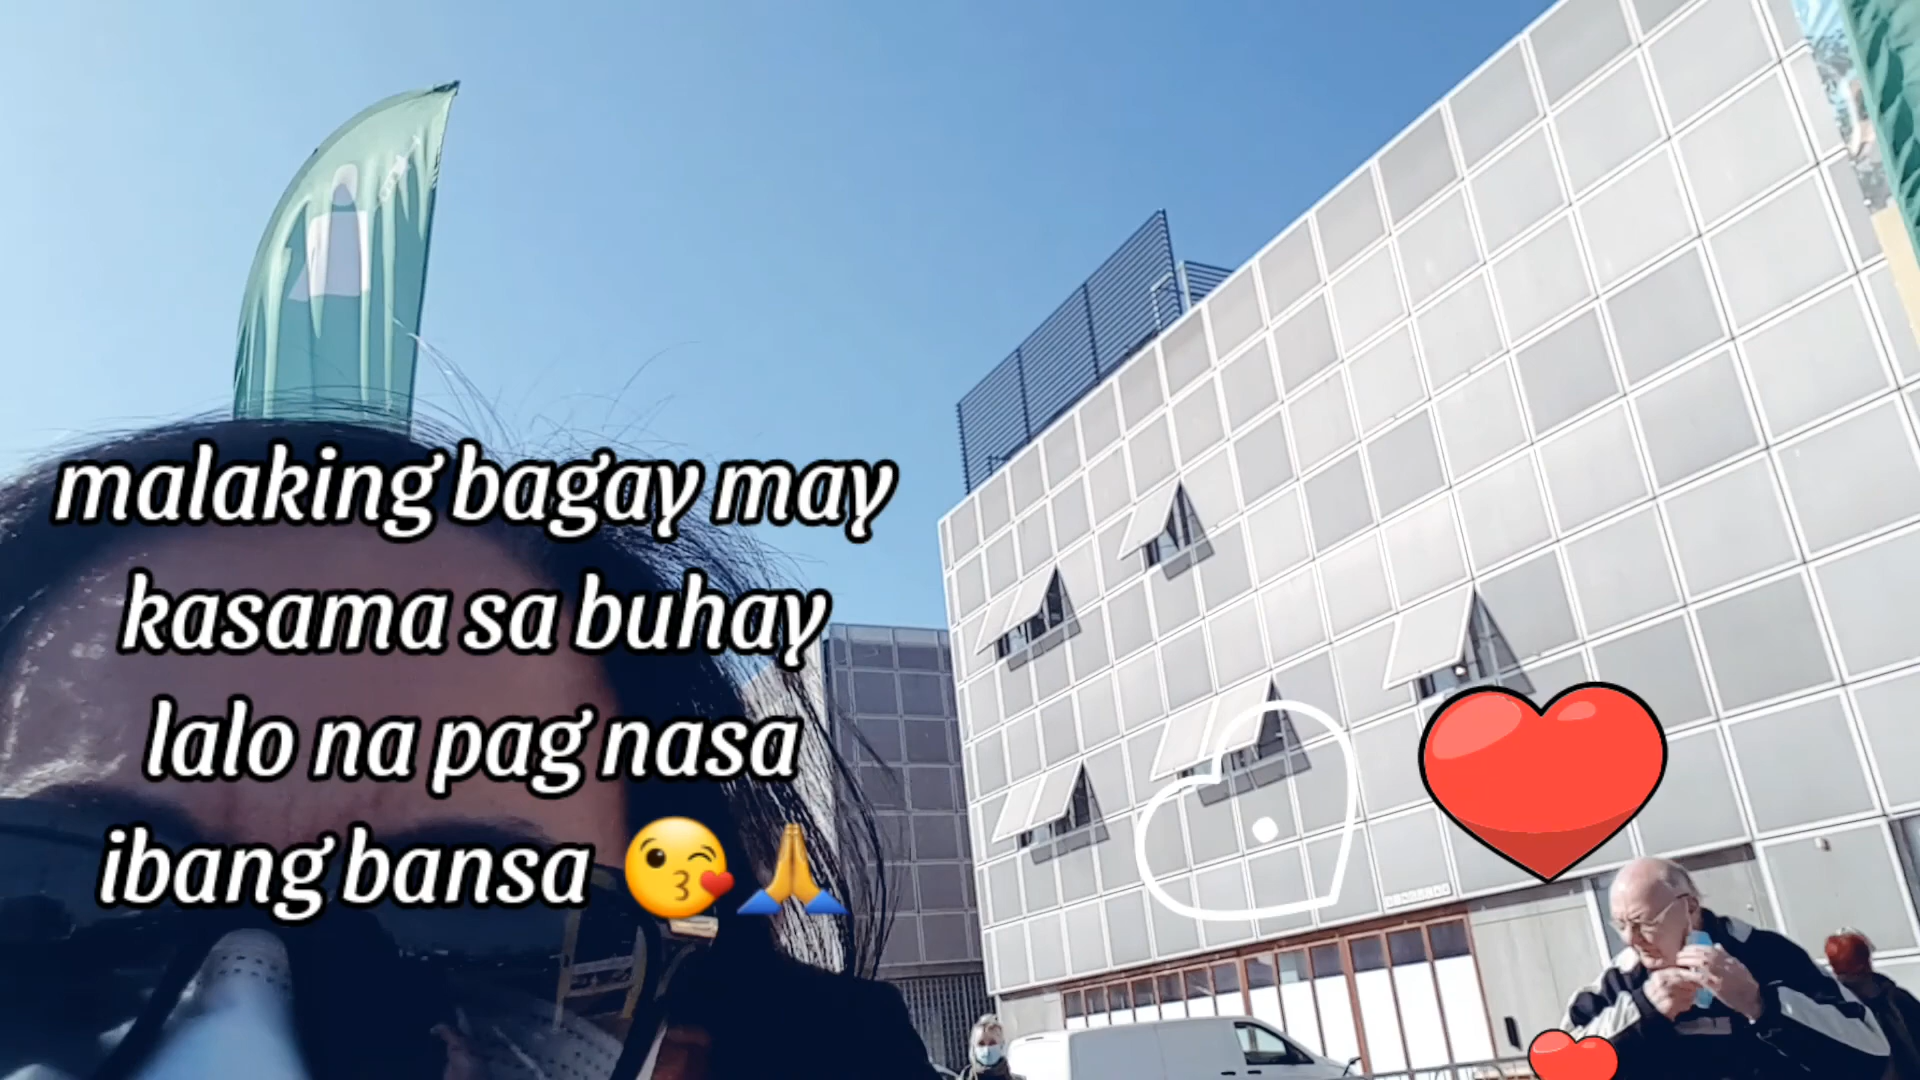 malaking bagay may
kasama sa buhay
lalo na pag nasa
ibang bansa 😘🙏